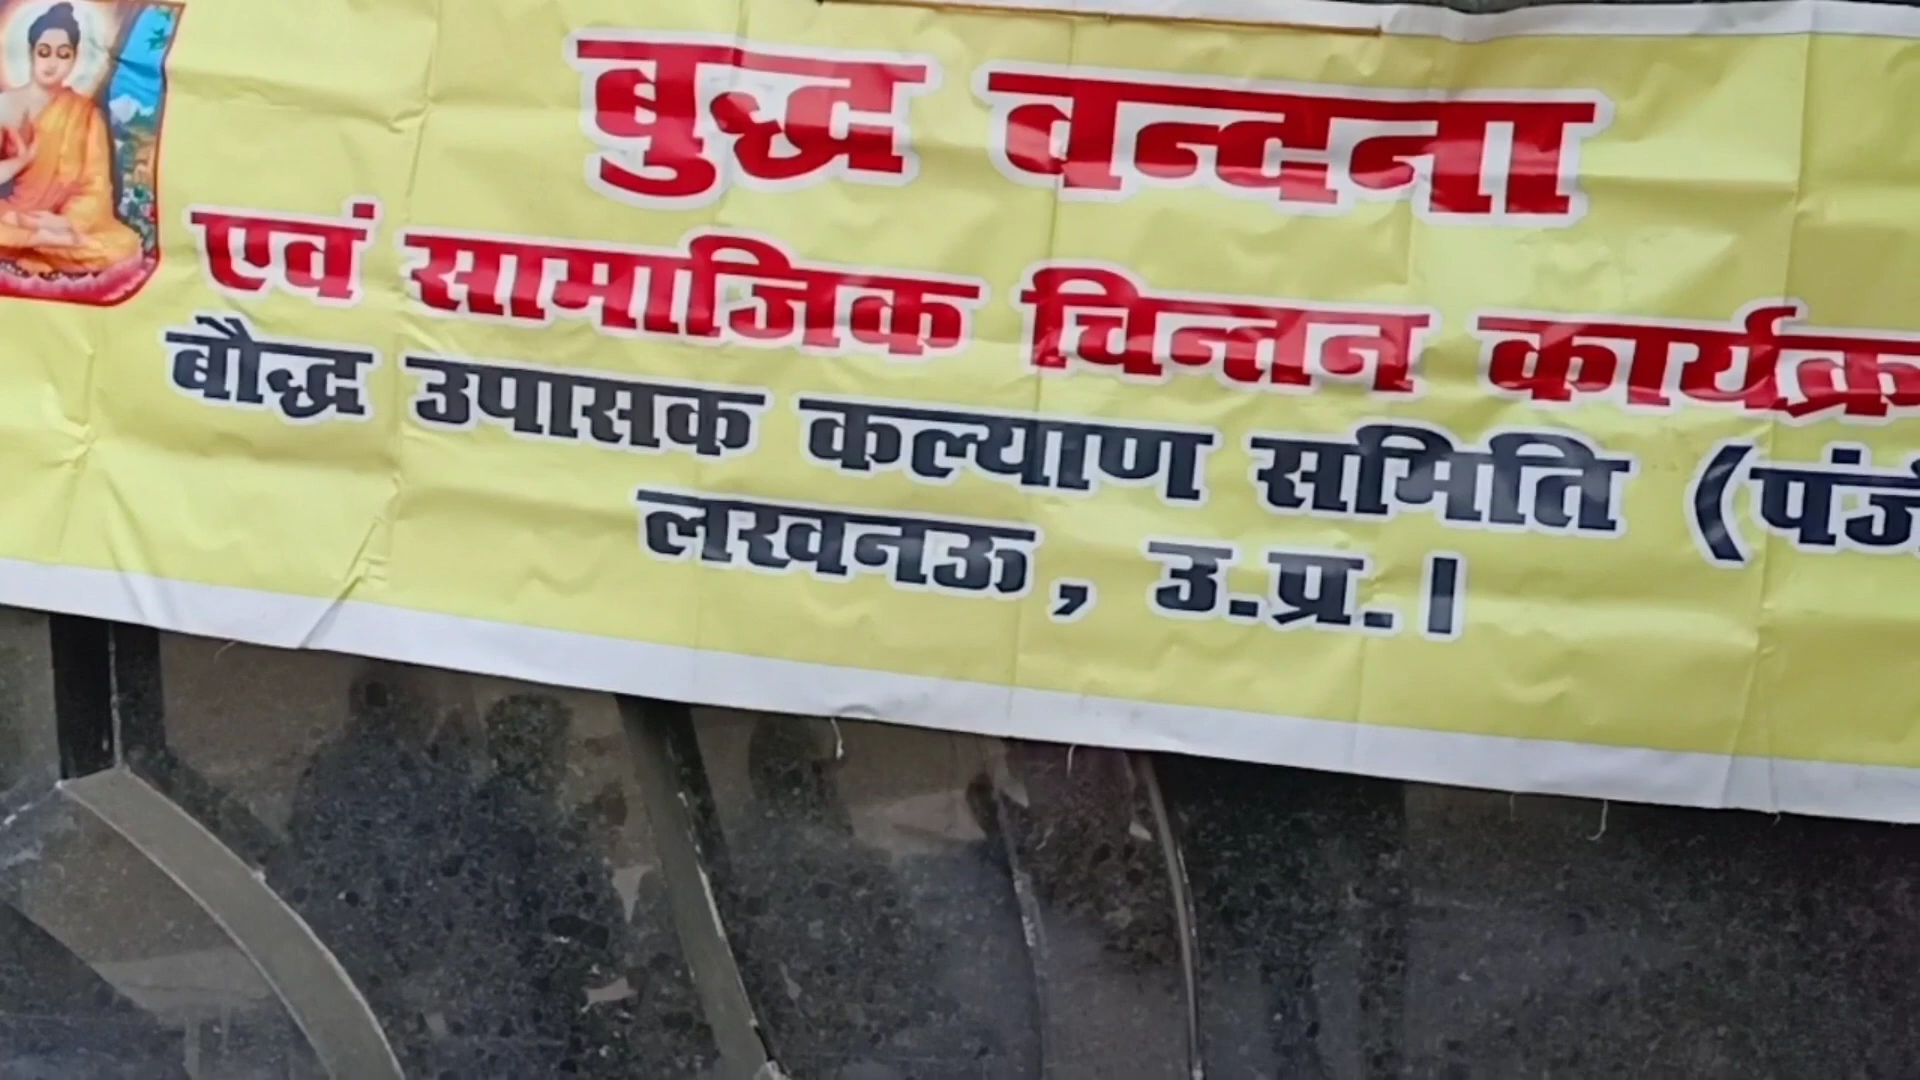 बुद्ध वन्दना
एवं सामाजिक चिन्तन कार्यक्र
बौद्ध उपासक कल्याण समिति (पंजी
लखनऊ, उ.प्र.।